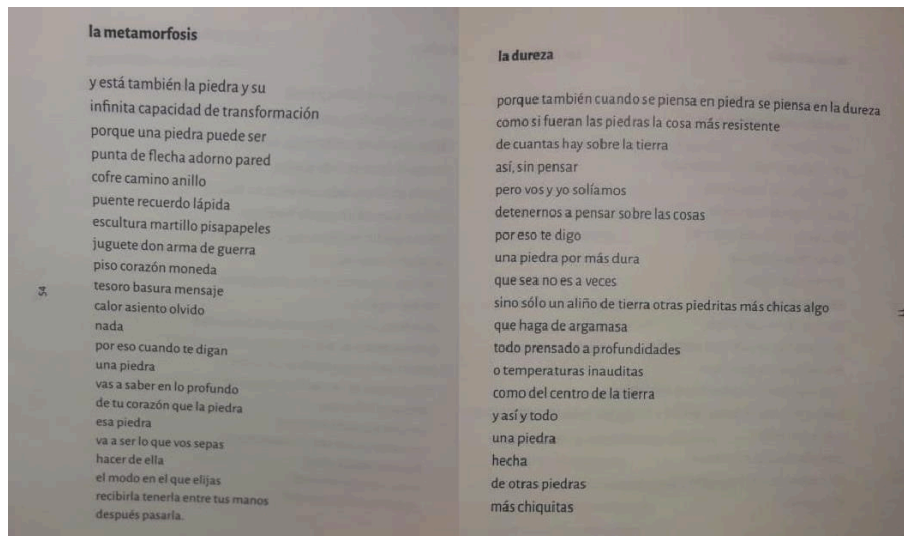 la metamorfosis
y está también la piedra y su
infinita capacidad de transformación
porque una piedra puede ser
punta de flecha adorno pared
cofre camino anillo
puente recuerdo lápida
escultura martillo pisapapeles
juguete don arma de guerra
piso corazón moneda
tesoro basura mensaje
calor asiento olvido
nada
por eso cuando te digan
una piedra
vas a saber en lo profundo
de tu corazón que la piedra
esa piedra
va a ser lo que vos sepas
hacer de ella
el modo en el que elijas
recibirla tenerla entre tus manos
después pasarla.
54
la dureza
porque también cuando se piensa en piedra se piensa en la dureza
como si fueran las piedras la cosa más resistente
de cuantas hay sobre la tierra
así, sin pensar
pero vos y yo solíamos
detenernos a pensar sobre las cosas
por eso te digo
una piedra por más dura
que sea no es a veces
sino sólo un aliño de tierra otras piedritas más chicas algo
que haga de argamasa
todo prensado a profundidades
o temperaturas inauditas
como del centro de la tierra
y así y todo
una piedra
hecha
de otras piedras
más chiquitas